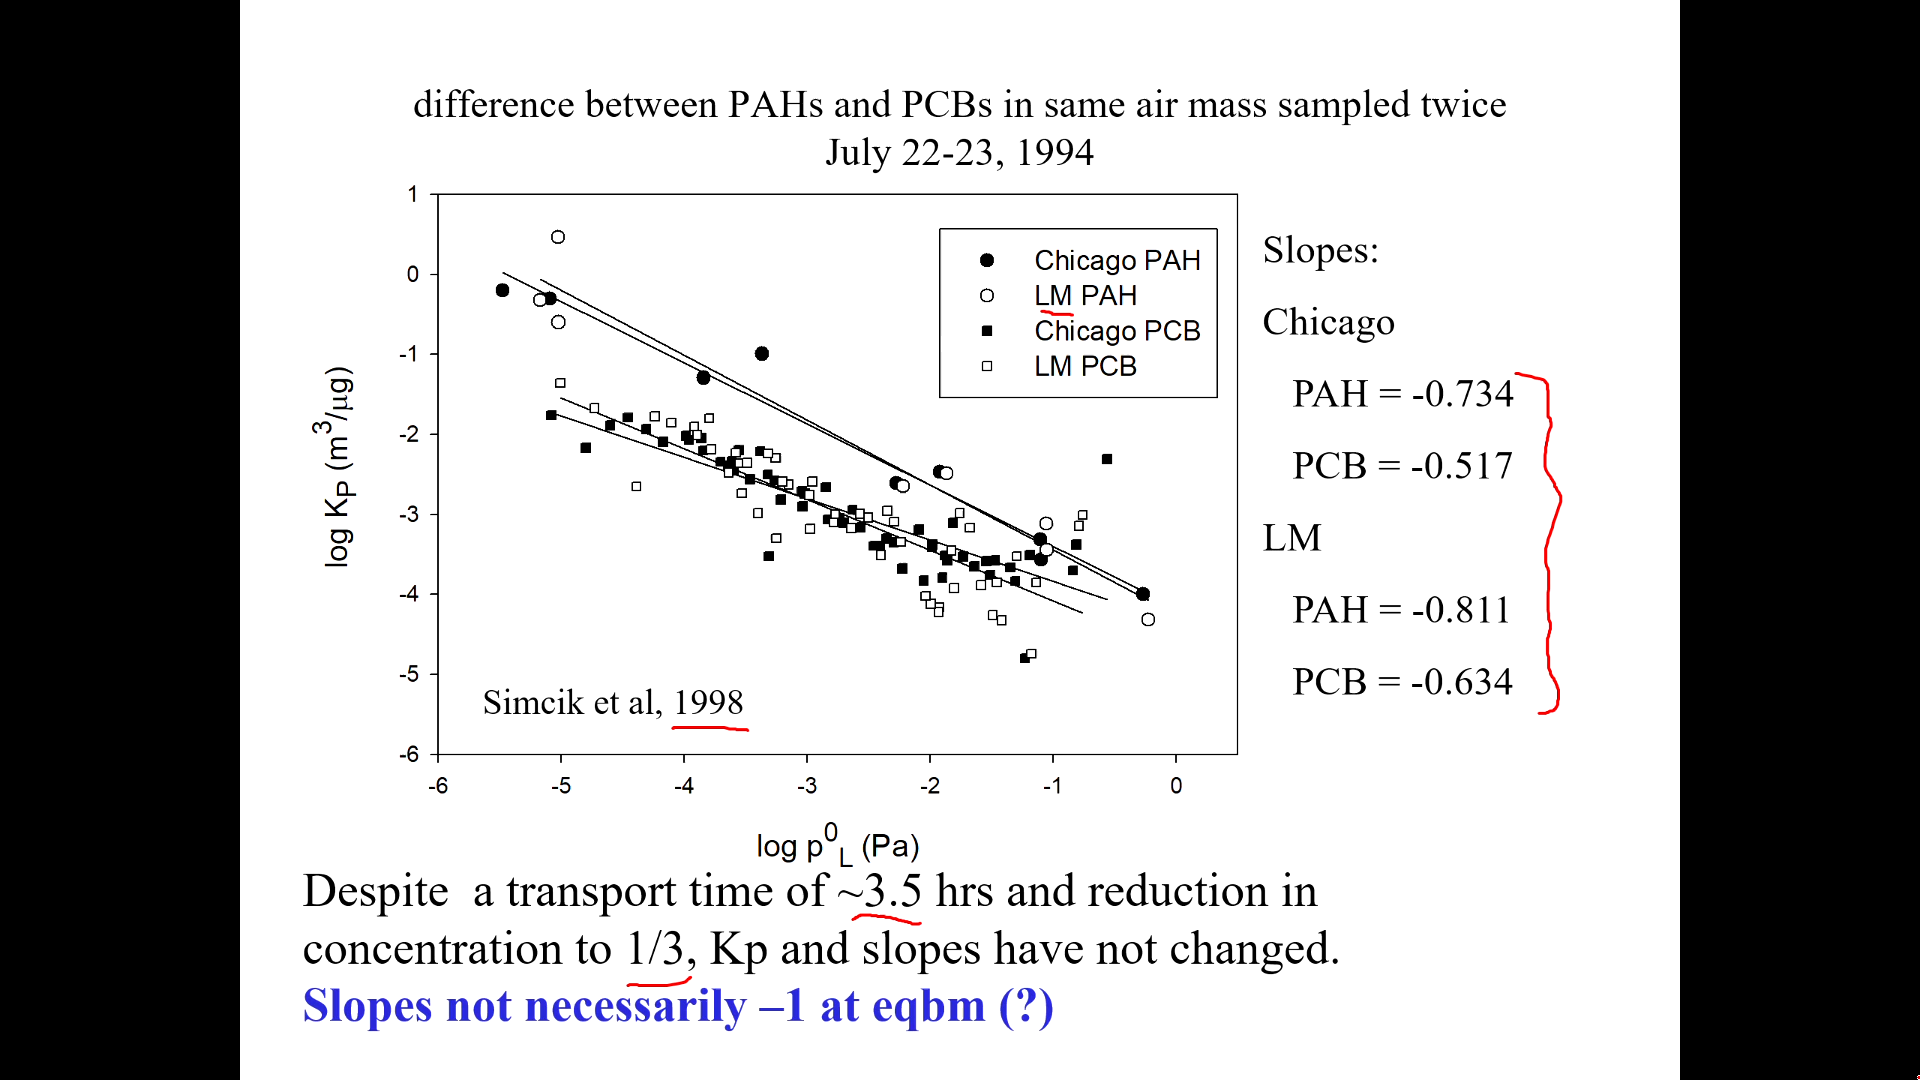 difference between PAHs and PCBs in same air mass sampled twice
July 22-23, 1994
1
0
-1
-2
-3
-4
-5
-6
log K_P (m^3/μg)
Chicago PAH
LM PAH
Chicago PCB
LM PCB
Simcik et al, 1998
-6 -5 -4 -3 -2 -1 0
log p^0_L (Pa)
Slopes:
Chicago
PAH = -0.734
PCB = -0.517
LM
PAH = -0.811
PCB = -0.634
Despite a transport time of ~3.5 hrs and reduction in
concentration to 1/3, Kp and slopes have not changed.
Slopes not necessarily –1 at eqbm (?)